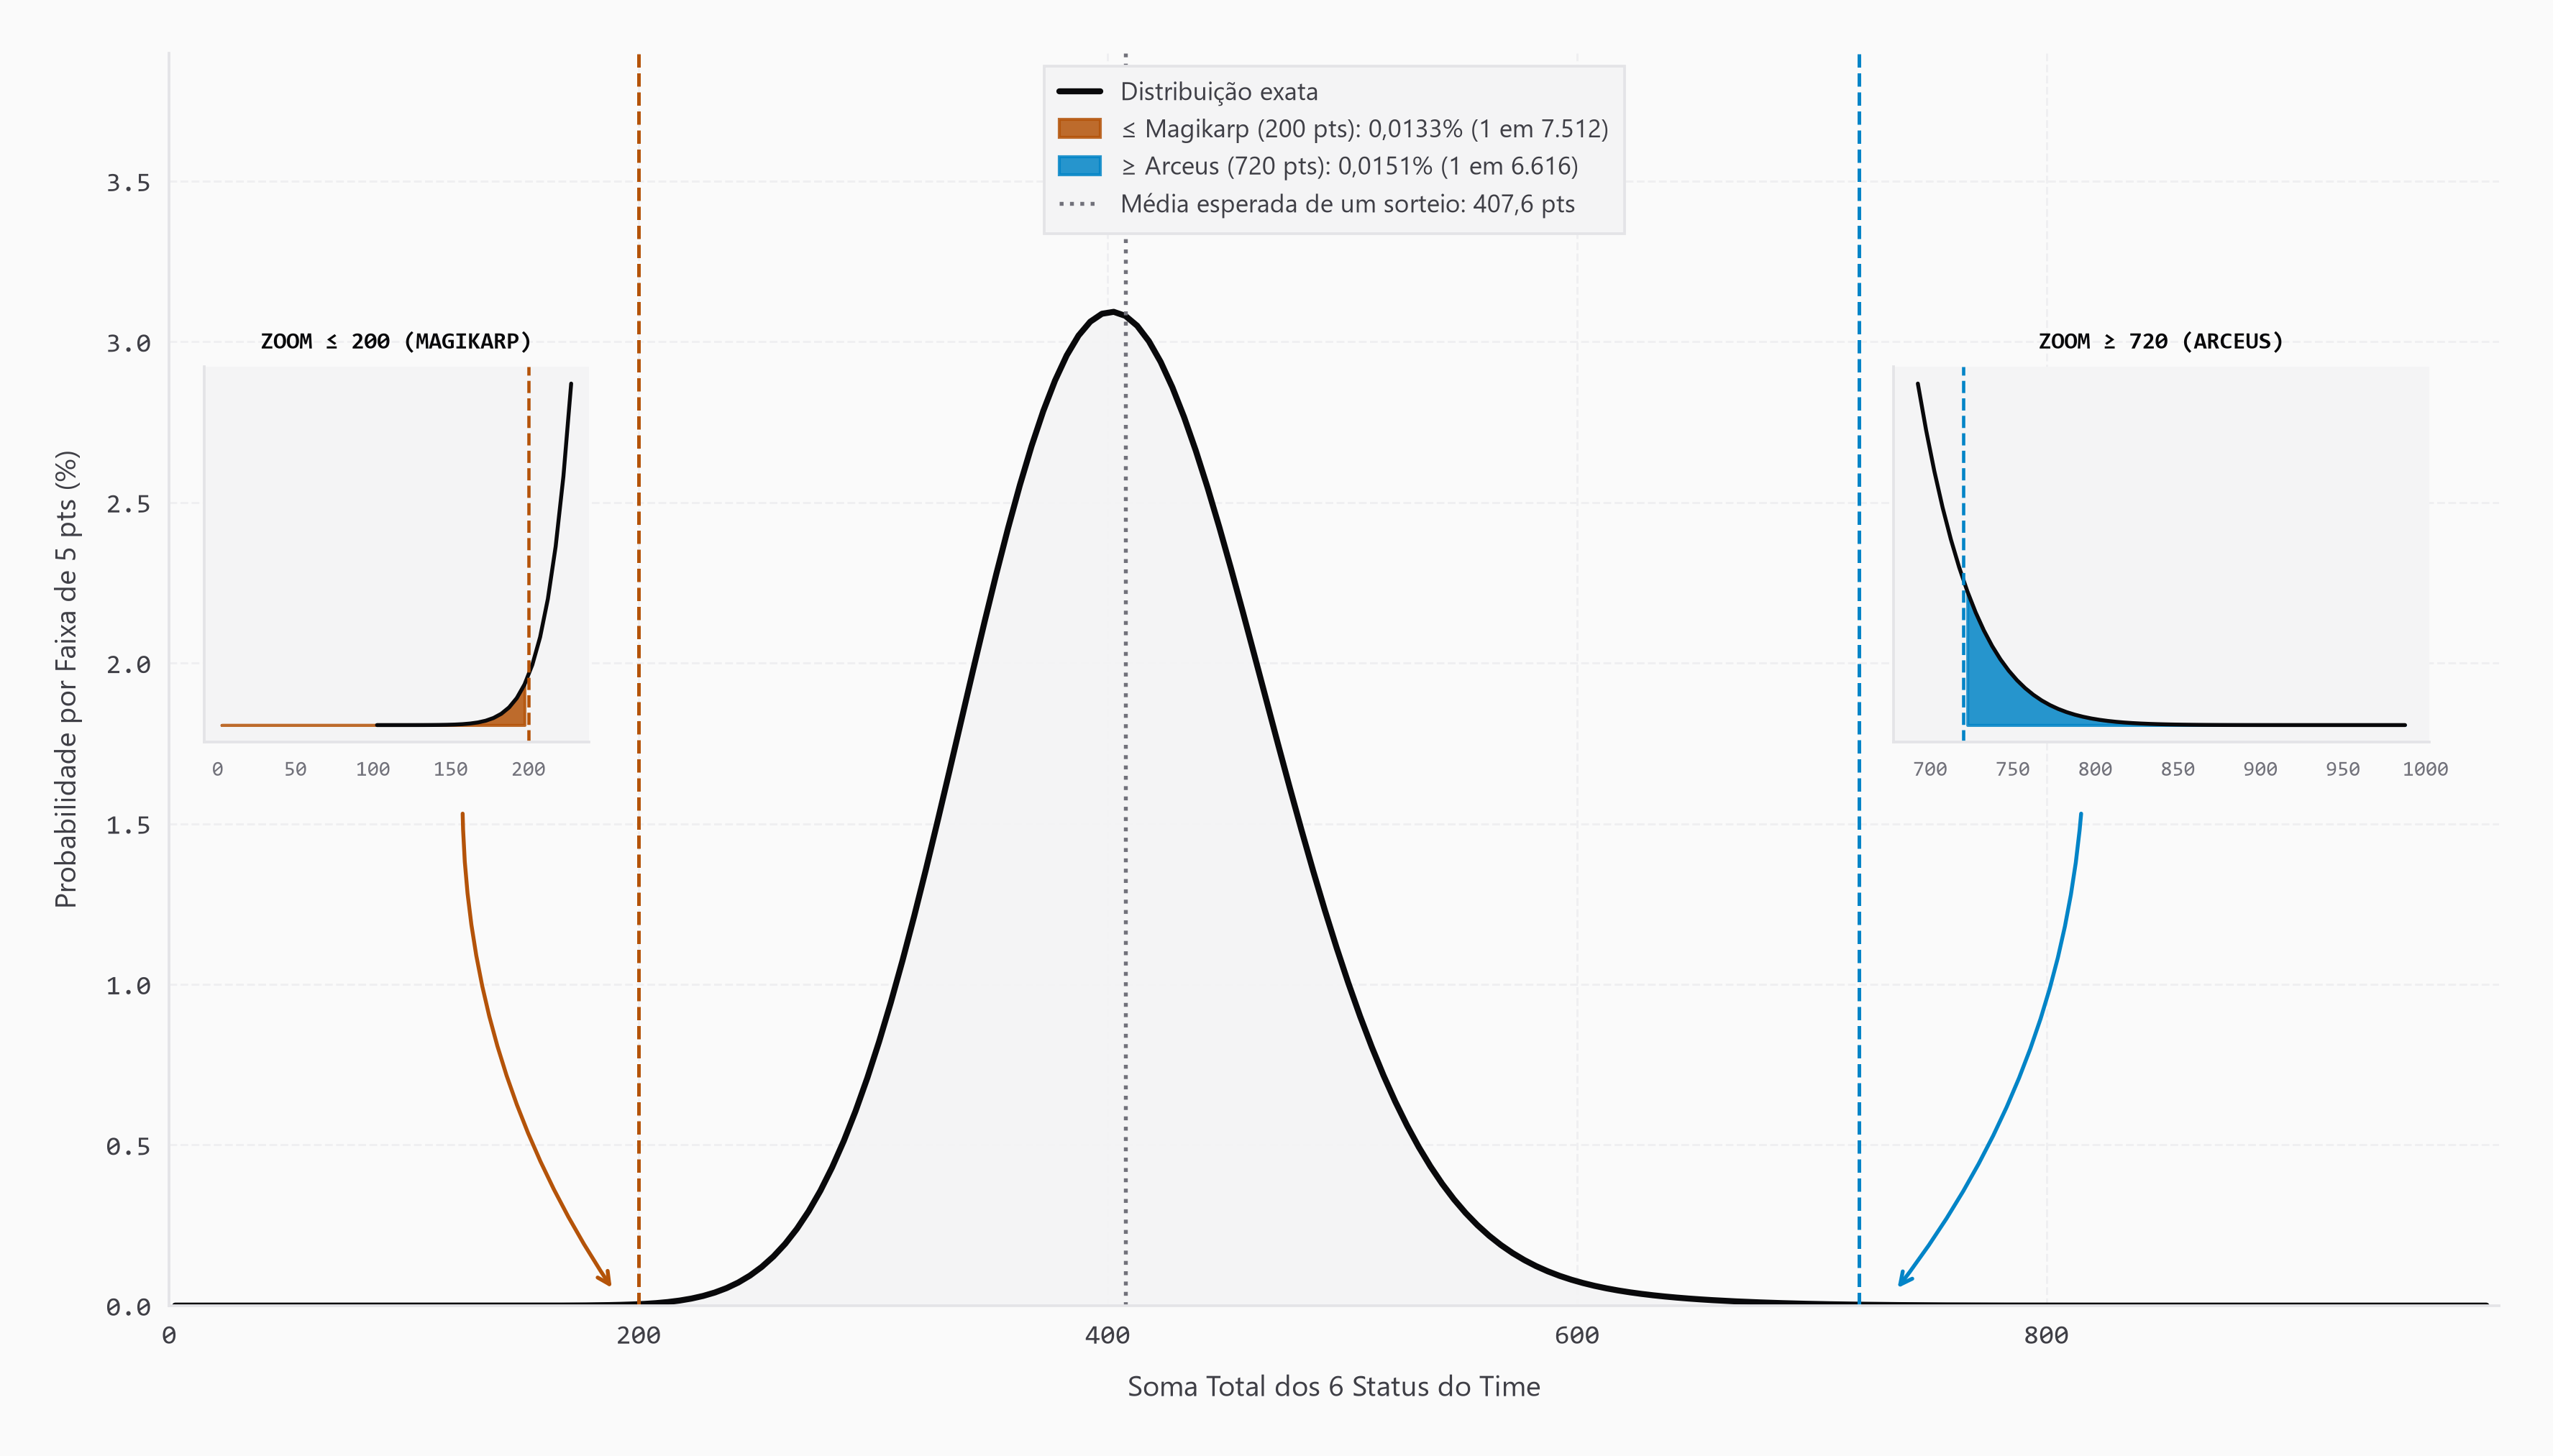 Distribuição exata
≤ Magikarp (200 pts): 0,0133% (1 em 7.512)
≥ Arceus (720 pts): 0,0151% (1 em 6.616)
Média esperada de um sorteio: 407,6 pts
Probabilidade por Faixa de 5 pts (%)
3.5
3.0
2.5
2.0
1.5
1.0
0.5
0.0
ZOOM ≤ 200 (MAGIKARP)
0 50 100 150 200
ZOOM ≥ 720 (ARCEUS)
700 750 800 850 900 950 1000
0 200 400 600 800
Soma Total dos 6 Status do Time